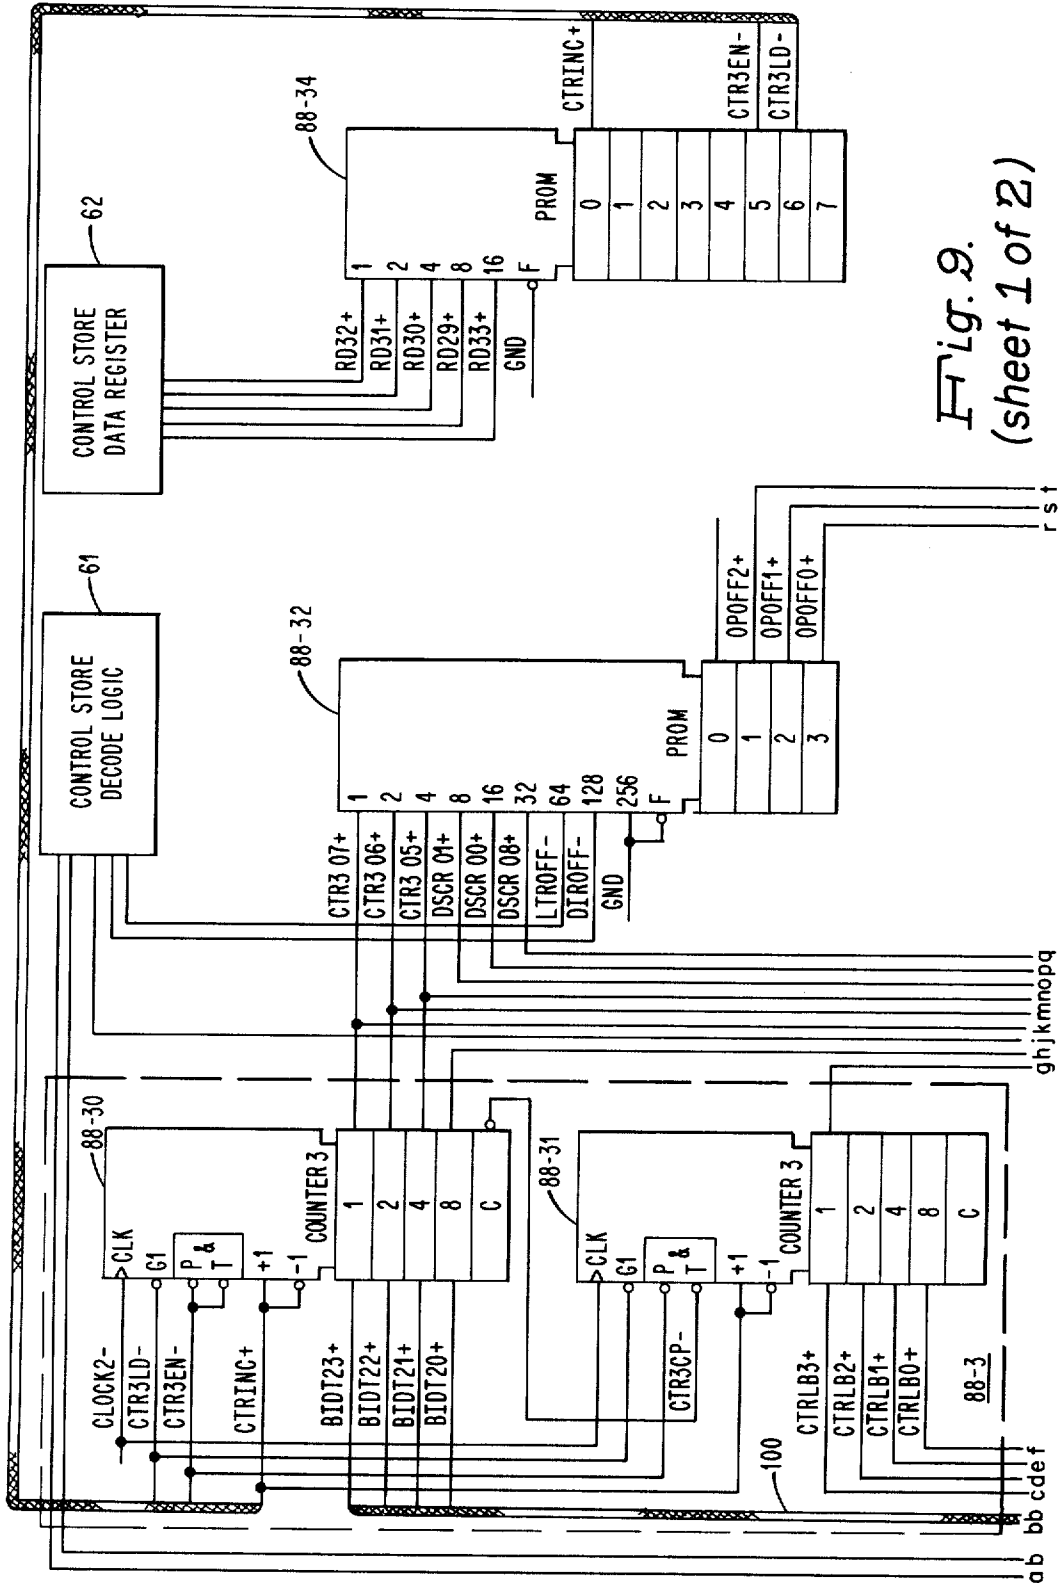 CONTROL STORE
DATA REGISTER
62
CONTROL STORE
DECODE LOGIC
61
88-34
1
2
4
8
16
F
PROM
RD32+
RD31+
RD30+
RD29+
RD33+
GND
0
1
2
3
4
5
6
7
CTRINC+
CTR3EN-
CTR3LD-
88-32
1
2
4
8
16
32
64
128
256
F
PROM
CTR3 07+
CTR3 06+
CTR3 05+
DSCR 01+
DSCR 00+
DSCR 08+
LTROFF-
DIROFF-
GND
0
1
2
3
OPOFF2+
OPOFF1+
OPOFF0+
r s t
88-30
CLK
G1
P
T &
+1
-1
COUNTER 3
CLOCK2-
CTR3LD-
CTR3EN-
CTRINC+
1
2
4
8
C
BIDT23+
BIDT22+
BIDT21+
BIDT20+
88-31
CLK
G1
P
T &
+1
-1
COUNTER 3
CTR3CP-
1
2
4
8
C
CTRLB3+
CTRLB2+
CTRLB1+
CTRLB0+
88-3
100
a b
bb c d e f
g h j k m n o p q
Fig. 9.
(sheet 1 of 2)